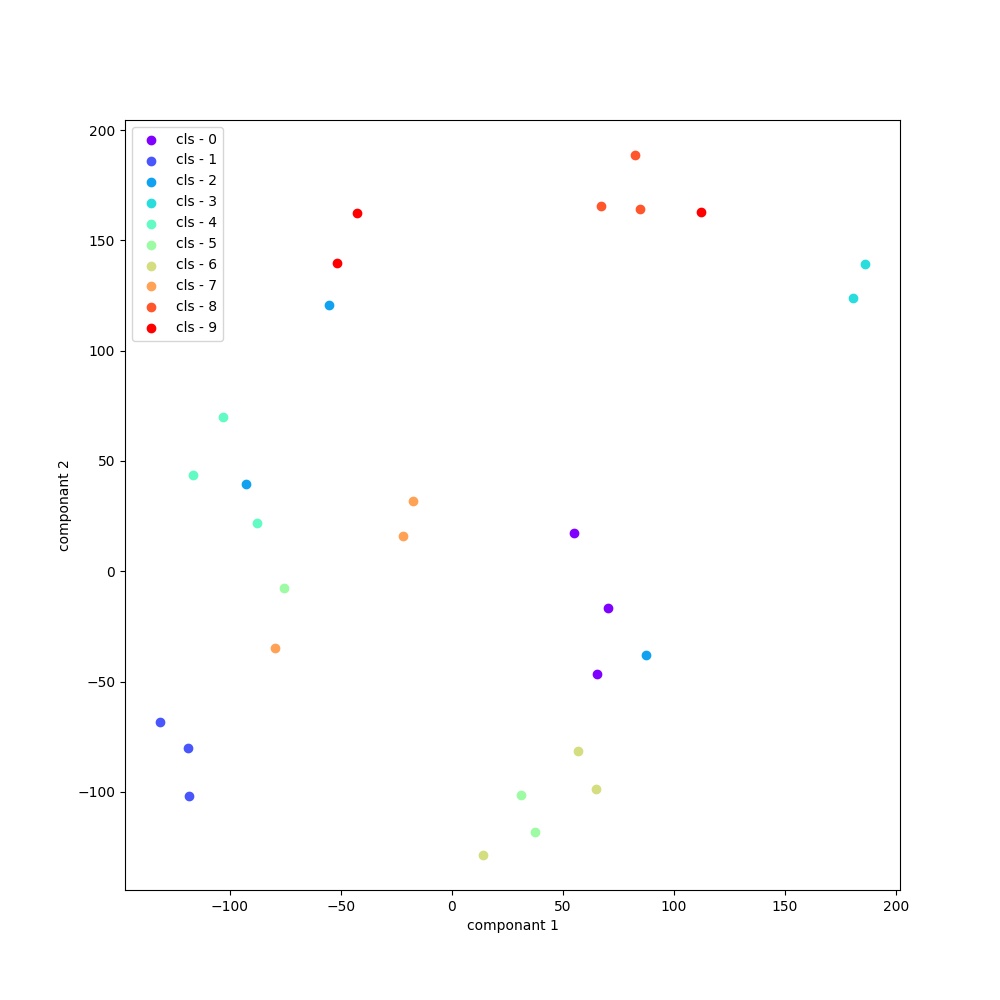 200
150
100
50
0
−50
−100
−100
−50
0
50
100
150
200
componant 1
componant 2
cls - 0
cls - 1
cls - 2
cls - 3
cls - 4
cls - 5
cls - 6
cls - 7
cls - 8
cls - 9